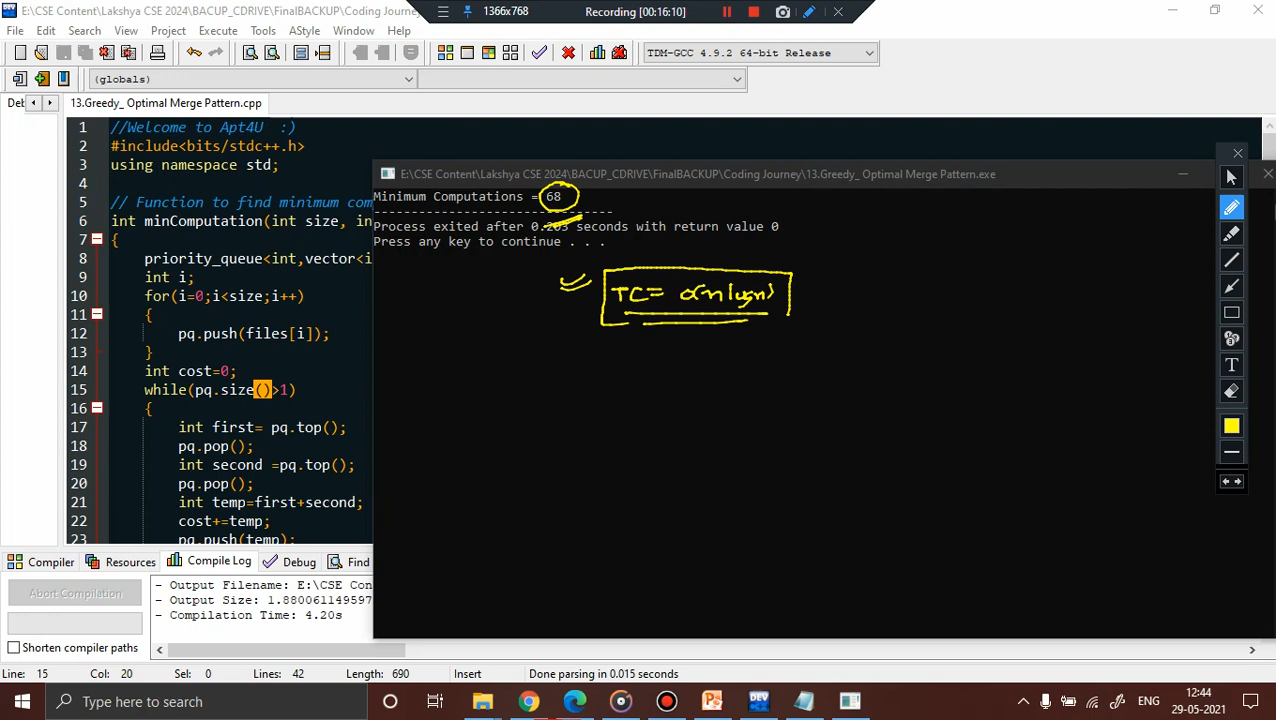 E:\CSE Content\Lakshya CSE 2024\BACUP_CDRIVE\FinalBACKUP\Coding Journey\
1366x768
Recording [00:16:10]
File Edit Search View Project Execute Tools AStyle Window Help
TDM-GCC 4.9.2 64-bit Release
(globals)
Det
13.Greedy_ Optimal Merge Pattern.cpp
1 //Welcome to Apt4U :)
2 #include<bits/stdc++.h>
3 using namespace std;
4
5 // Function to find minimum com
6 int minComputation(int size, in
7 {
8 priority_queue<int,vector<i
9 int i;
10 for(i=0;i<size;i++)
11 {
12 pq.push(files[i]);
13 }
14 int cost=0;
15 while(pq.size()>1)
16 {
17 int first= pq.top();
18 pq.pop();
19 int second =pq.top();
20 pq.pop();
21 int temp=first+second;
22 cost+=temp;
23 pq.push(temp);
E:\CSE Content\Lakshya CSE 2024\BACUP_CDRIVE\FinalBACKUP\Coding Journey\13.Greedy_ Optimal Merge Pattern.exe
Minimum Computations = 68
--------------------------------
Process exited after 0.203 seconds with return value 0
Press any key to continue . . .
TC= O(n logn)
T
Compiler Resources Compile Log Debug Find
Abort Compilation
Shorten compiler paths
- Output Filename: E:\CSE Con
- Output Size: 1.880061149597
- Compilation Time: 4.20s
Line: 15 Col: 20 Sel: 0 Lines: 42 Length: 690 Insert Done parsing in 0.015 seconds
Type here to search
DEV
ENG
12:44
29-05-2021